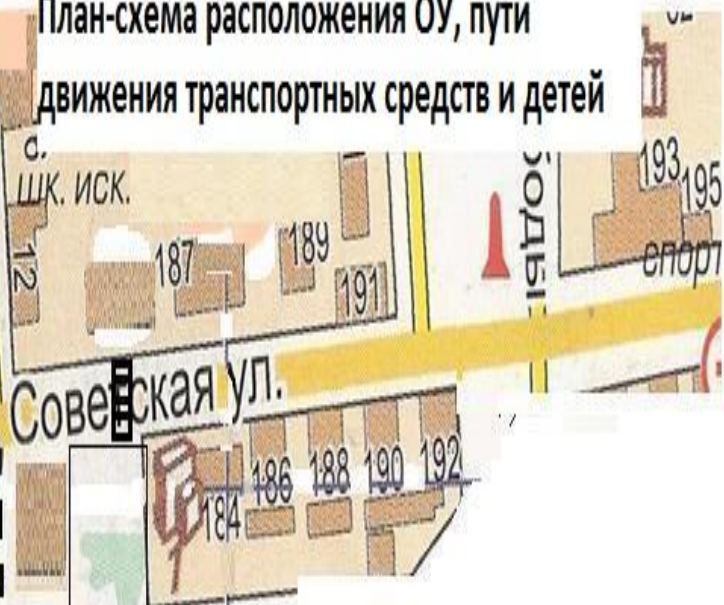 План-схема расположения ОУ, пути
движения транспортных средств и детей
шк. иск.
12
187
189
191
193
195
спорт
Советская ул.
184
186
188
190
192